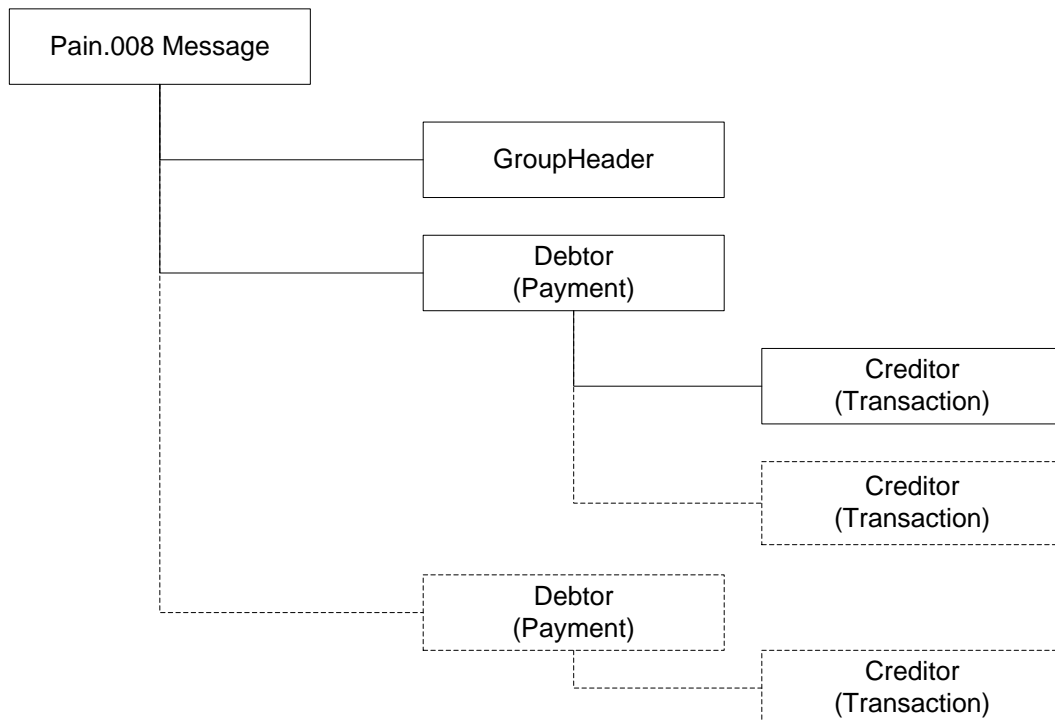 Pain.008 Message
GroupHeader
Debtor
(Payment)
Creditor
(Transaction)
Creditor
(Transaction)
Debtor
(Payment)
Creditor
(Transaction)